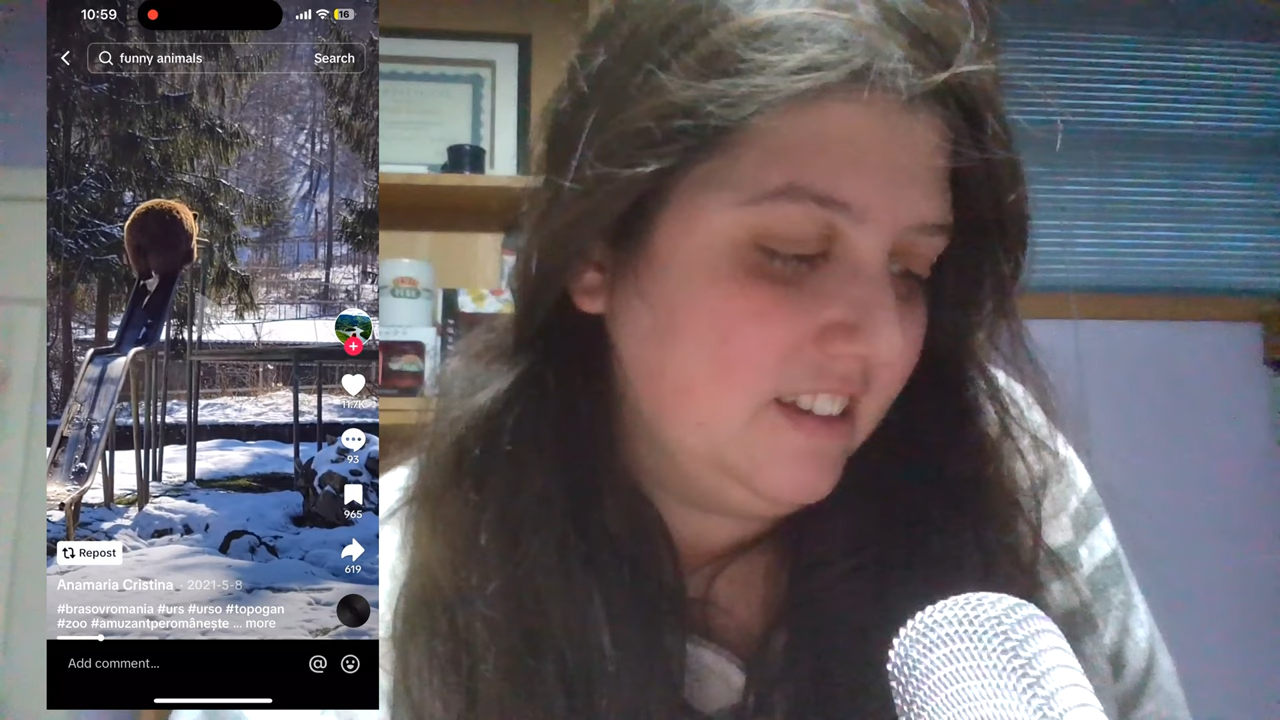 10:59
16
funny animals
Search
11.7K
93
965
619
Repost
Anamaria Cristina · 2021-5-8
#brasovromania #urs #urso #topogan
#zoo #amuzantperomânește ... more
Add comment...